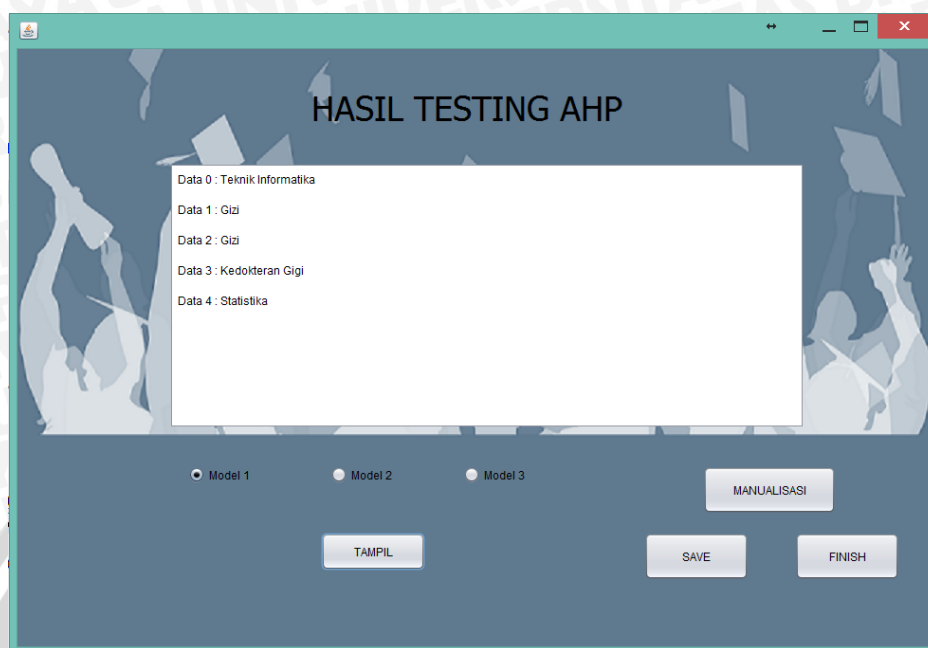 HASIL TESTING AHP
Data 0 : Teknik Informatika
Data 1 : Gizi
Data 2 : Gizi
Data 3 : Kedokteran Gigi
Data 4 : Statistika
Model 1 Model 2 Model 3
MANUALISASI
TAMPIL SAVE FINISH